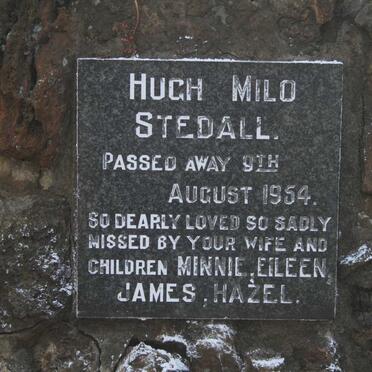 HUGH MILO
STEDALL.
PASSED AWAY 9TH
AUGUST 1954.
SO DEARLY LOVED SO SADLY
MISSED BY YOUR WIFE AND
CHILDREN MINNIE, EILEEN,
JAMES, HAZEL.